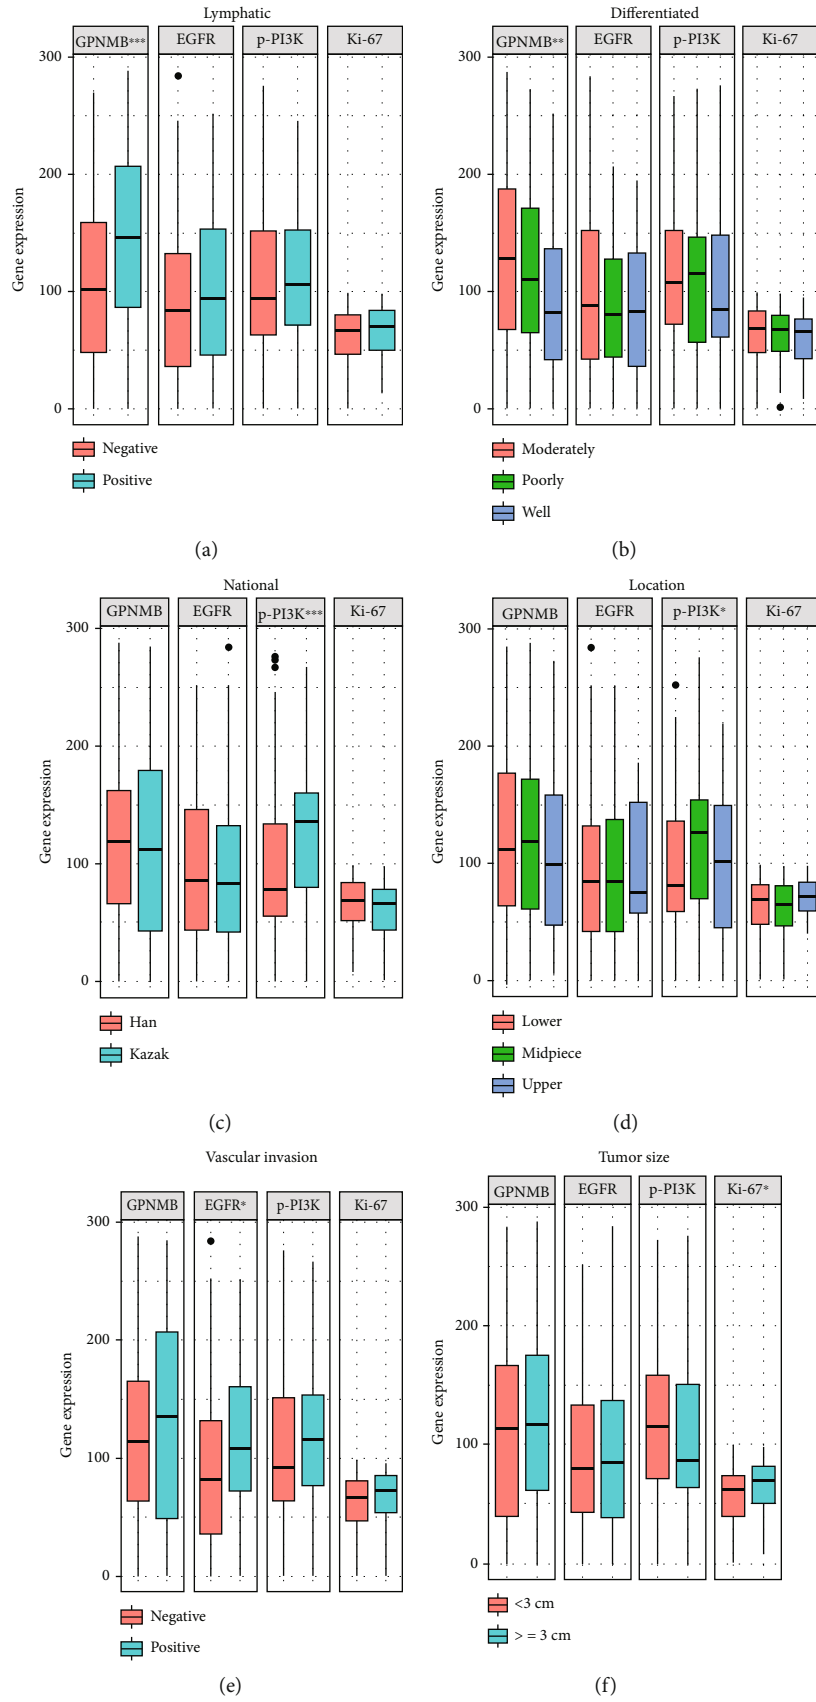 Lymphatic
GPNMB*** EGFR p-PI3K Ki-67
300
200
100
0
Gene expression
Negative
Positive
(a)
Differentiated
GPNMB** EGFR p-PI3K Ki-67
300
200
100
0
Gene expression
Moderately
Poorly
Well
(b)
National
GPNMB EGFR p-PI3K*** Ki-67
300
200
100
0
Gene expression
Han
Kazak
(c)
Location
GPNMB EGFR p-PI3K* Ki-67
300
200
100
0
Gene expression
Lower
Midpiece
Upper
(d)
Vascular invasion
GPNMB EGFR* p-PI3K Ki-67
300
200
100
0
Gene expression
Negative
Positive
(e)
Tumor size
GPNMB EGFR p-PI3K Ki-67*
300
200
100
0
Gene expression
<3 cm
> = 3 cm
(f)